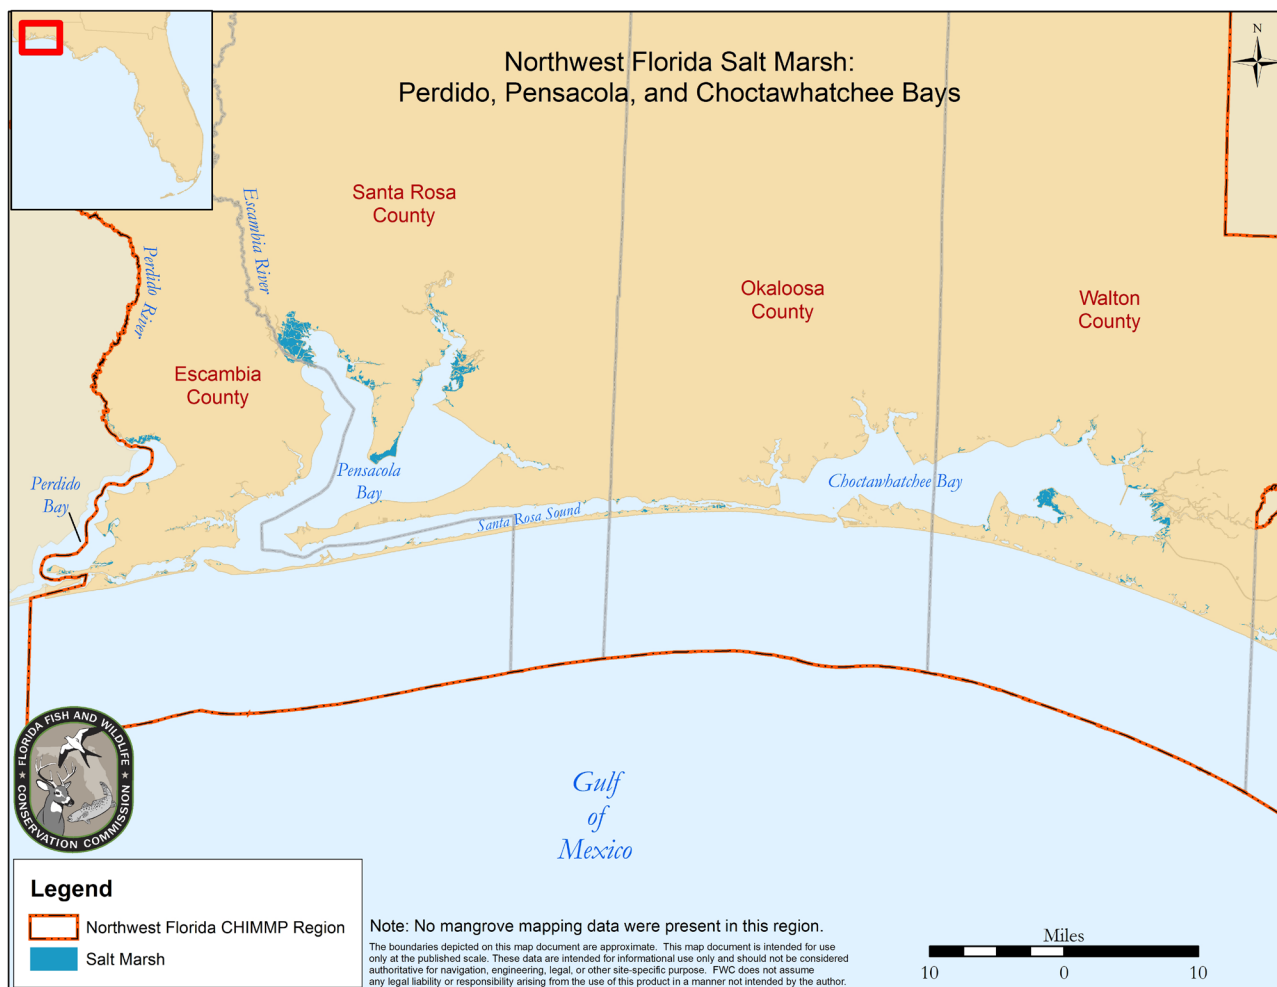 Northwest Florida Salt Marsh:
Perdido, Pensacola, and Choctawhatchee Bays
N
Santa Rosa
County
Escambia River
Perdido River
Okaloosa
County
Walton
County
Escambia
County
Perdido
Bay
Pensacola
Bay
Santa Rosa Sound
Choctawhatchee Bay
Gulf
of
Mexico
FLORIDA FISH AND WILDLIFE
CONSERVATION COMMISSION
Legend
Northwest Florida CHIMMP Region
Salt Marsh
Note: No mangrove mapping data were present in this region.
The boundaries depicted on this map document are approximate. This map document is intended for use
only at the published scale. These data are intended for informational use only and should not be considered
authoritative for navigation, engineering, legal, or other site-specific purpose. FWC does not assume
any legal liability or responsibility arising from the use of this product in a manner not intended by the author.
Miles
10 0 10